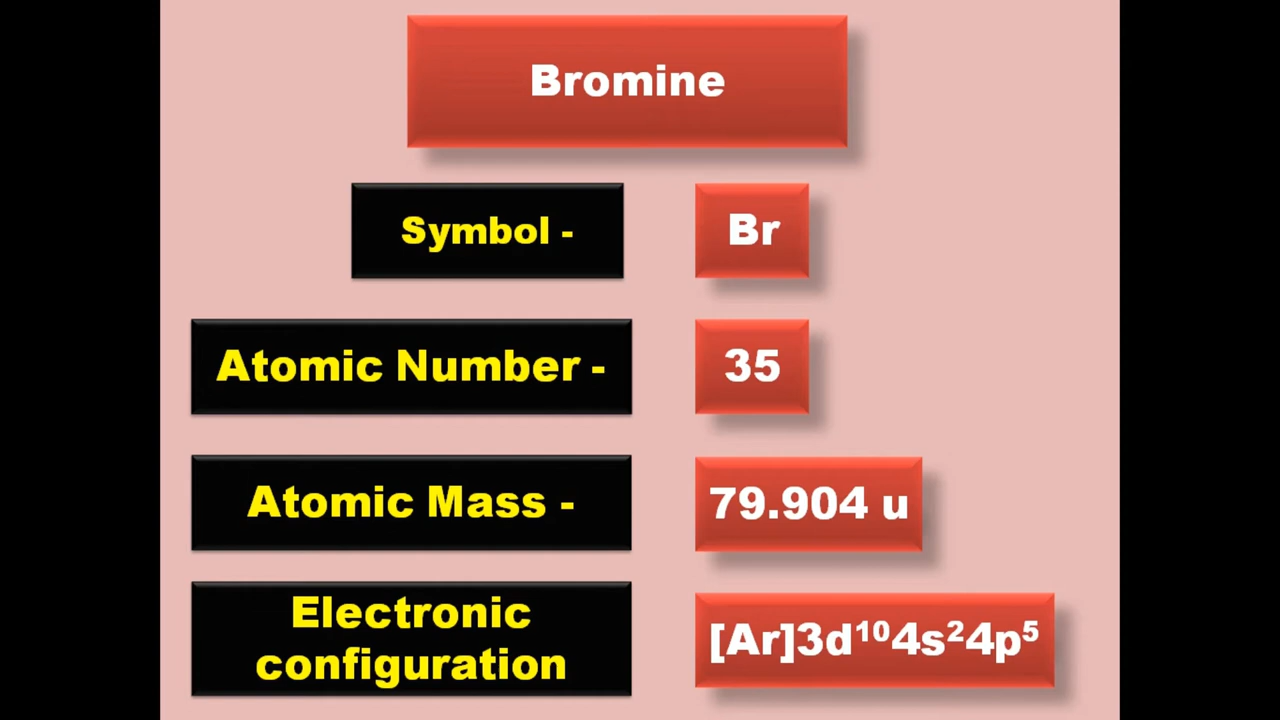 Bromine
Symbol - Br
Atomic Number - 35
Atomic Mass - 79.904 u
Electronic
configuration
[Ar]3d¹⁰4s²4p⁵